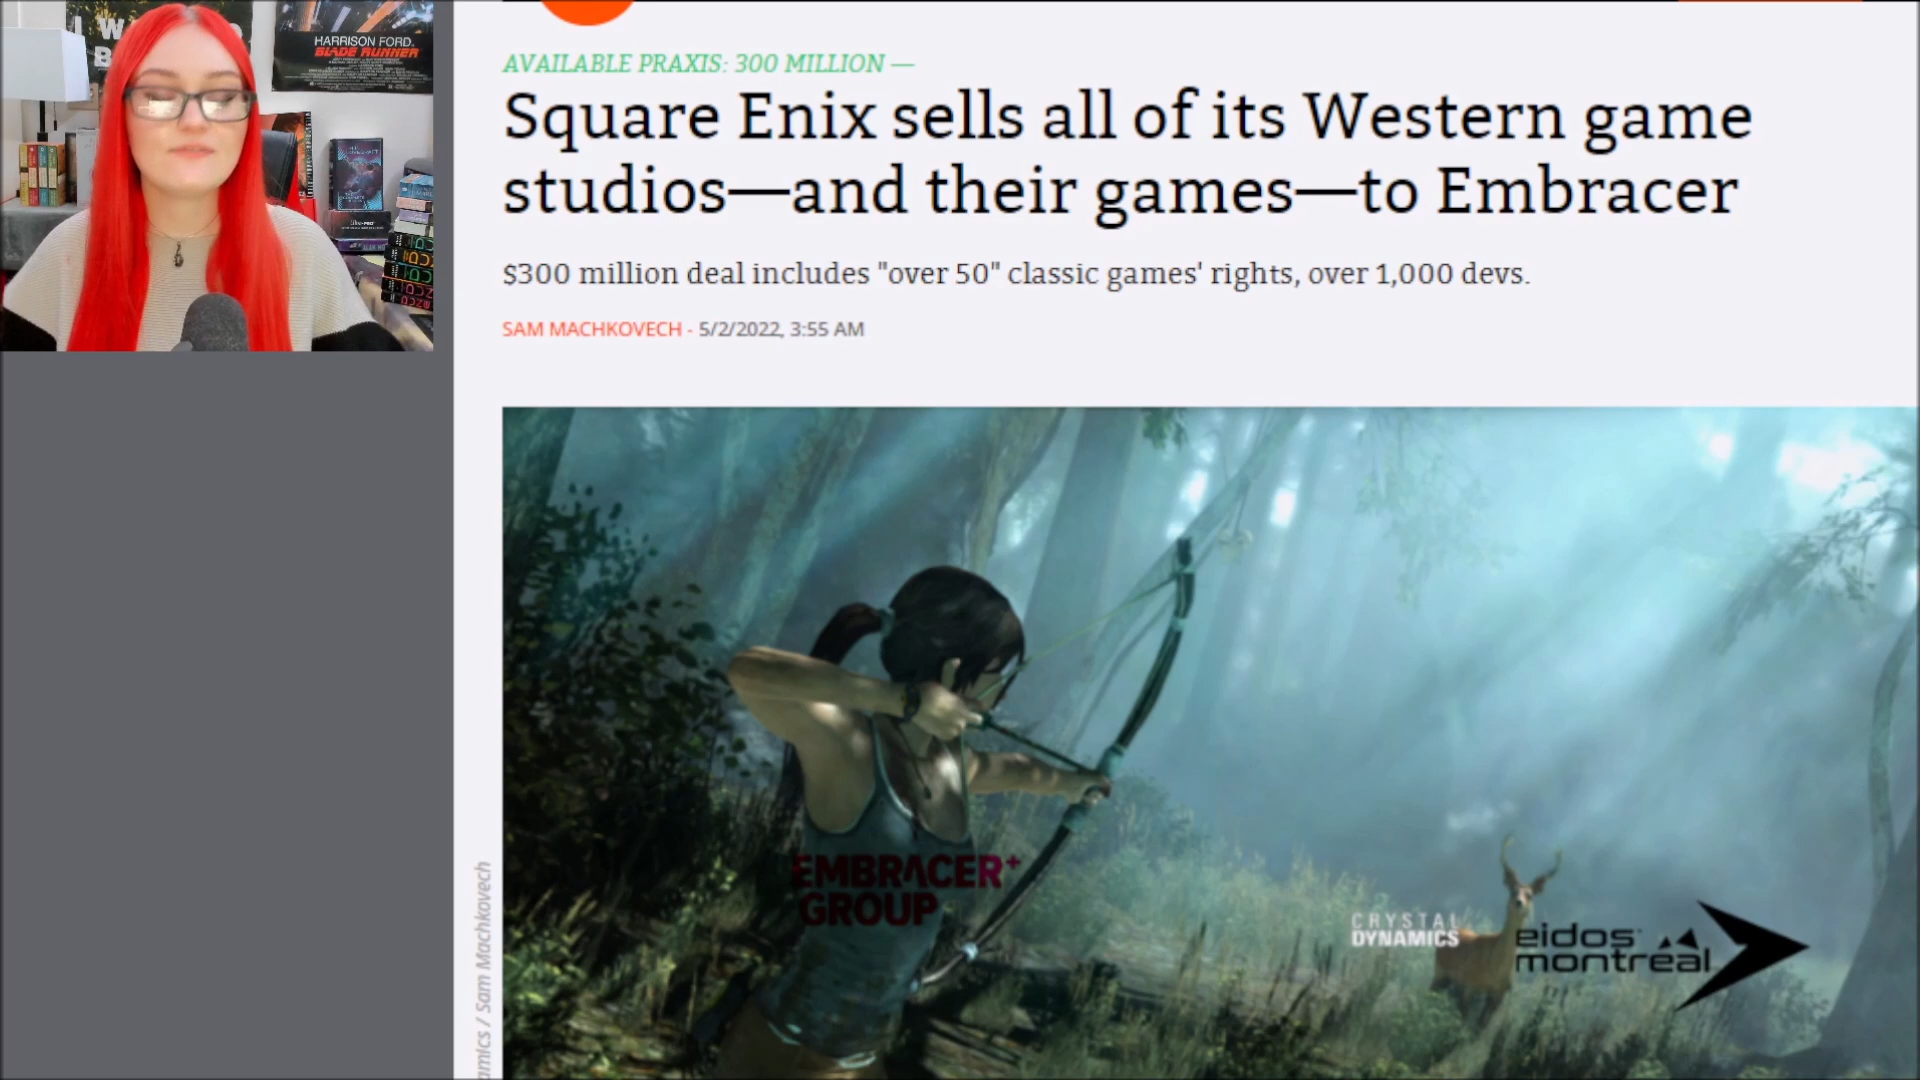 HARRISON FORD.
BLADE RUNNER
AVAILABLE PRAXIS: 300 MILLION —
Square Enix sells all of its Western game
studios—and their games—to Embracer
$300 million deal includes "over 50" classic games' rights, over 1,000 devs.
SAM MACHKOVECH - 5/2/2022, 3:55 AM
EMBRACER+
GROUP
CRYSTAL
DYNAMICS
eidos
montréal
amics / Sam Machkovech